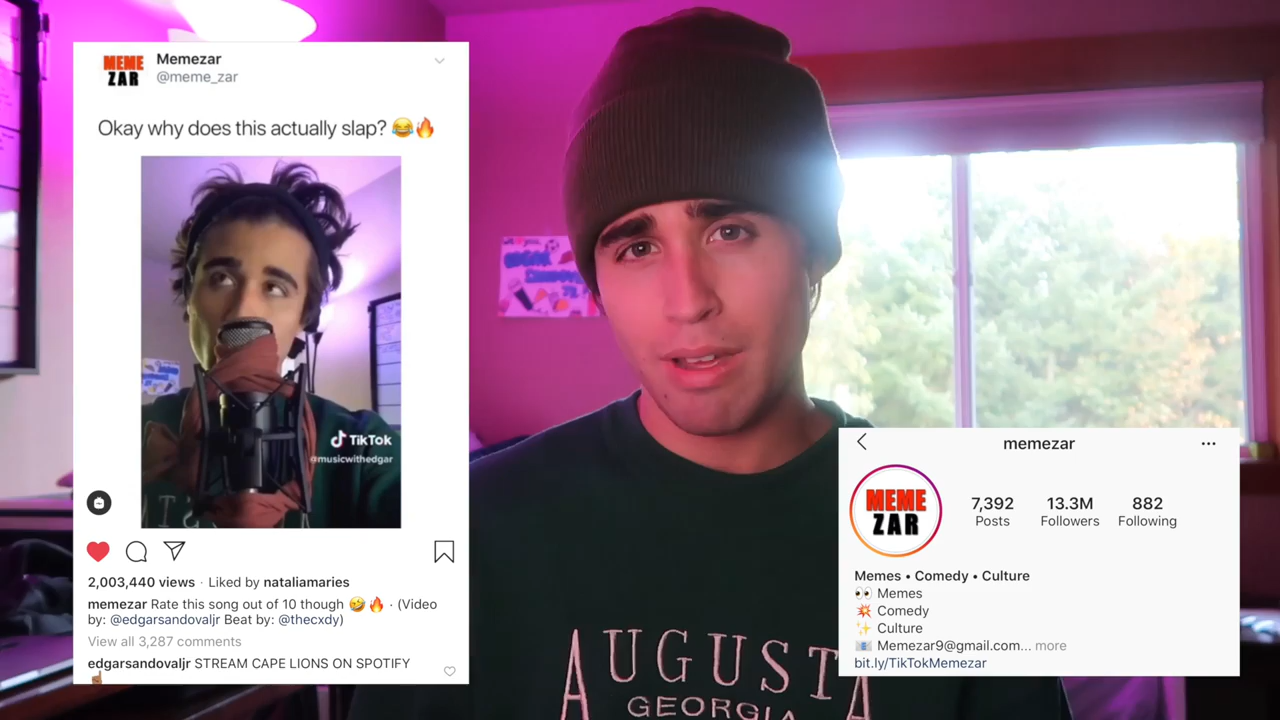 MEME
ZAR
Memezar
@meme_zar
Okay why does this actually slap? 😂🔥
TikTok
@musicwithedgar
2,003,440 views · Liked by nataliamaries
memezar Rate this song out of 10 though 🤣🔥 · (Video
by: @edgarsandovaljr Beat by: @thecxdy)
View all 3,287 comments
edgarsandovaljr STREAM CAPE LIONS ON SPOTIFY
☝🏾
memezar
MEME
ZAR
7,392
Posts
13.3M
Followers
882
Following
Memes • Comedy • Culture
👀 Memes
💥 Comedy
✨ Culture
📧 Memezar9@gmail.com... more
bit.ly/TikTokMemezar
AUGUSTA
GEORGIA